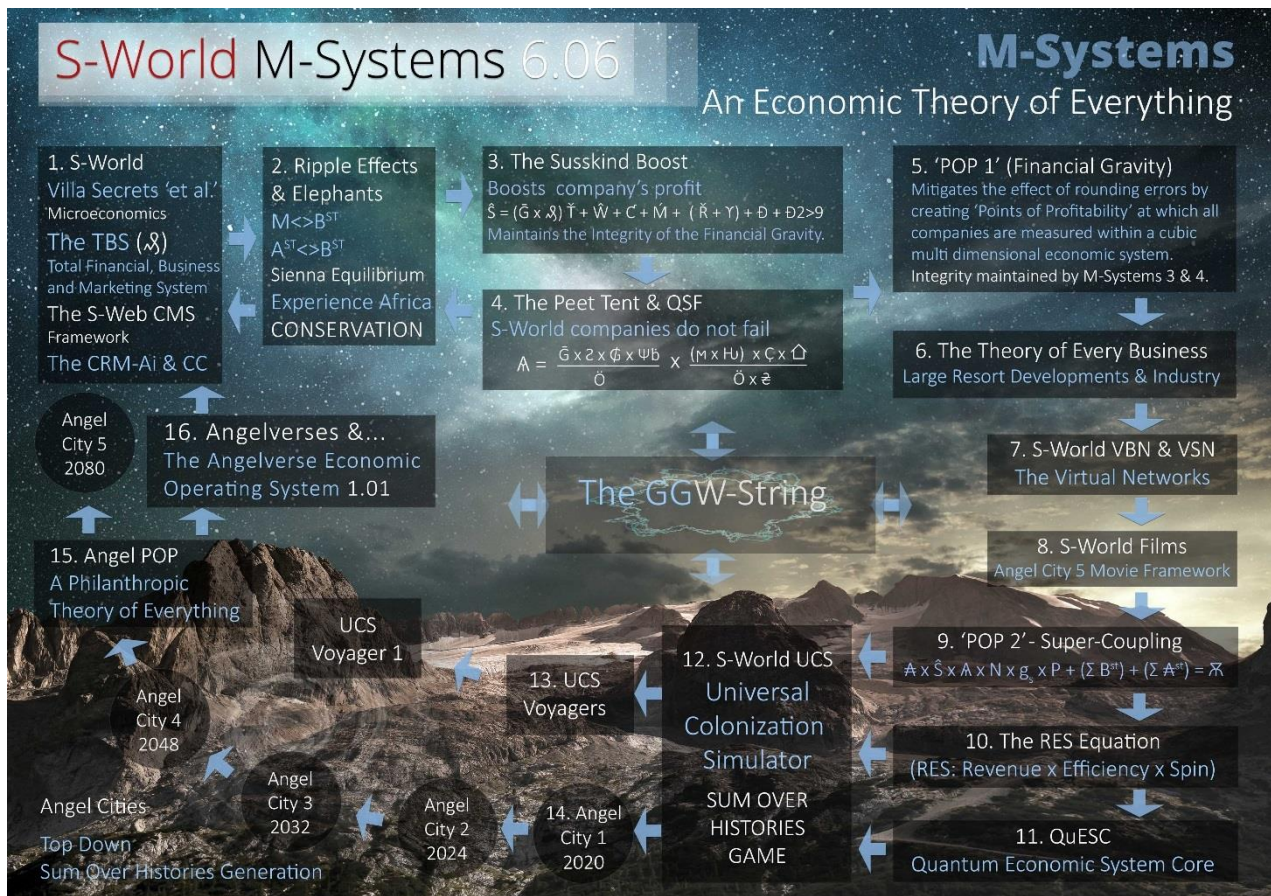 S-World M-Systems 6.06
M-Systems
An Economic Theory of Everything
1. S-World
Villa Secrets ‘et al.’
Microeconomics
The TBS (𝒮)
Total Financial, Business
and Marketing System
The S-Web CMS
Framework
The CRM-Ai & CC
2. Ripple Effects
& Elephants
M<>Bˢᵀ
Aˢᵀ<>Bˢᵀ
Sienna Equilibrium
Experience Africa
CONSERVATION
3. The Susskind Boost
Boosts company’s profit
Maintains the Integrity of the Financial Gravity.
4. The Peet Tent & QSF
S-World companies do not fail
5. ‘POP 1’ (Financial Gravity)
Mitigates the effect of rounding errors by
creating ‘Points of Profitability’ at which all
companies are measured within a cubic
multi dimensional economic system.
Integrity maintained by M-Systems 3 & 4.
6. The Theory of Every Business
Large Resort Developments & Industry
7. S-World VBN & VSN
The Virtual Networks
8. S-World Films
Angel City 5 Movie Framework
9. ‘POP 2’- Super-Coupling
10. The RES Equation
(RES: Revenue x Efficiency x Spin)
11. QuESC
Quantum Economic System Core
The GGW-String
12. S-World UCS
Universal
Colonization
Simulator
SUM OVER
HISTORIES
GAME
13. UCS
Voyagers
UCS
Voyager 1
14. Angel
City 1
2020
Angel
City 2
2024
Angel
City 3
2032
Angel
City 4
2048
Angel Cities
Top Down
Sum Over Histories Generation
15. Angel POP
A Philanthropic
Theory of Everything
16. Angelverses &...
The Angelverse Economic
Operating System 1.01
Angel
City 5
2080